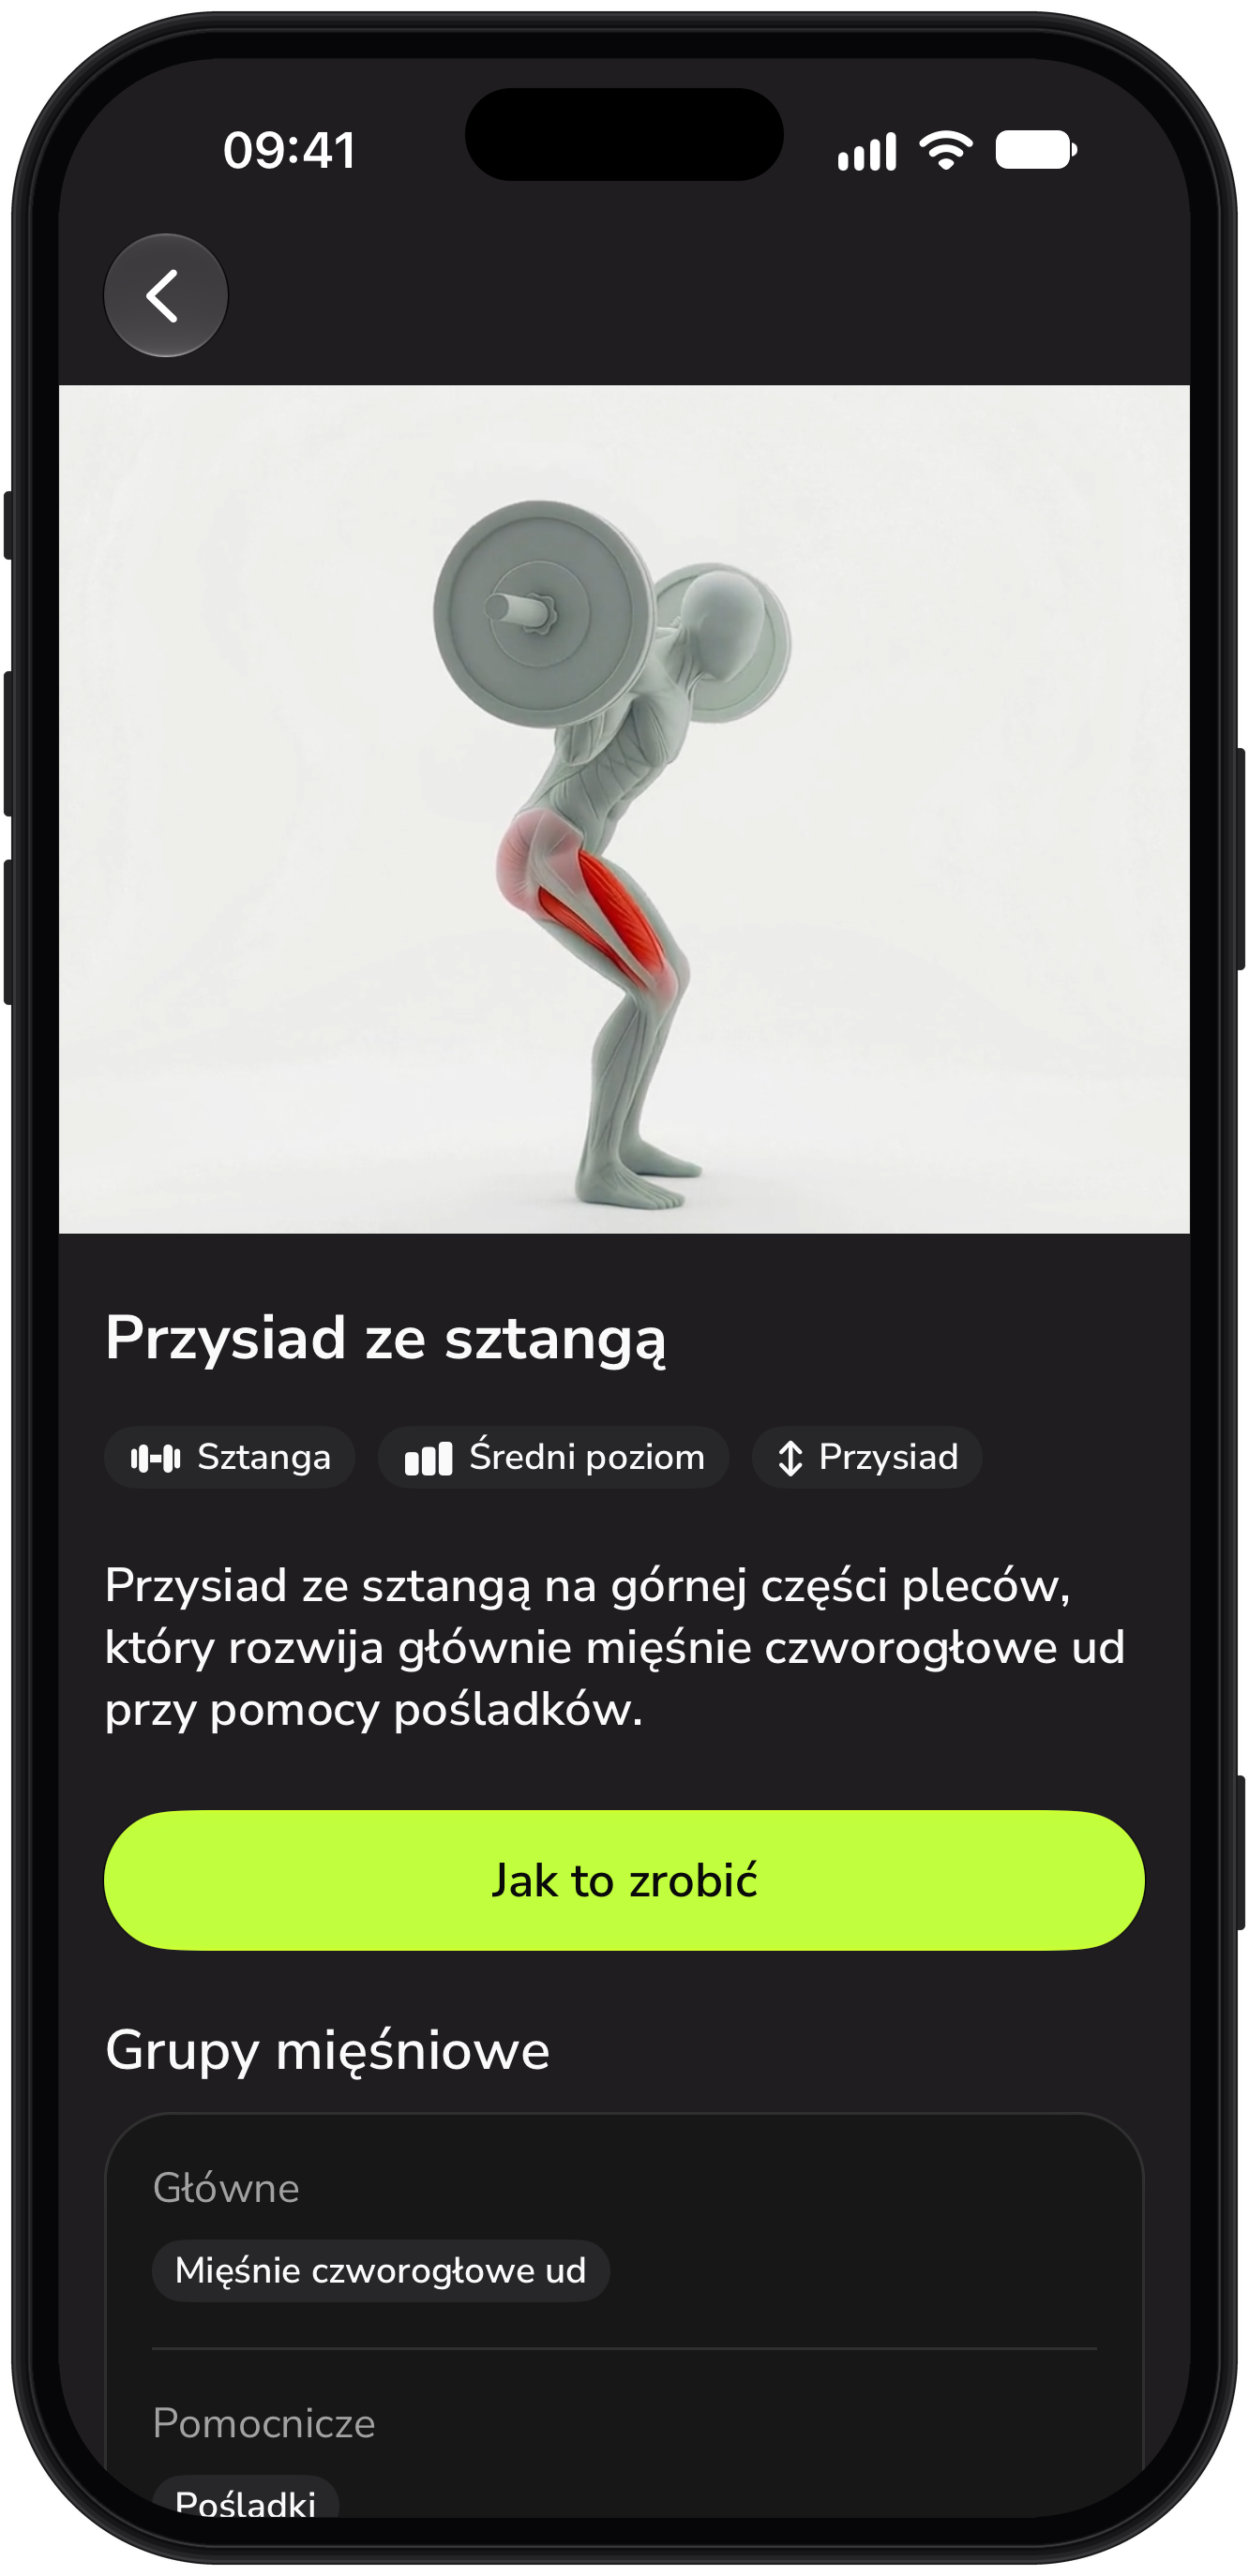 09:41
Przysiad ze sztangą
Sztanga
Średni poziom
Przysiad
Przysiad ze sztangą na górnej części pleców,
który rozwija głównie mięśnie czworogłowe ud
przy pomocy pośladków.
Jak to zrobić
Grupy mięśniowe
Główne
Mięśnie czworogłowe ud
Pomocnicze
Pośladki